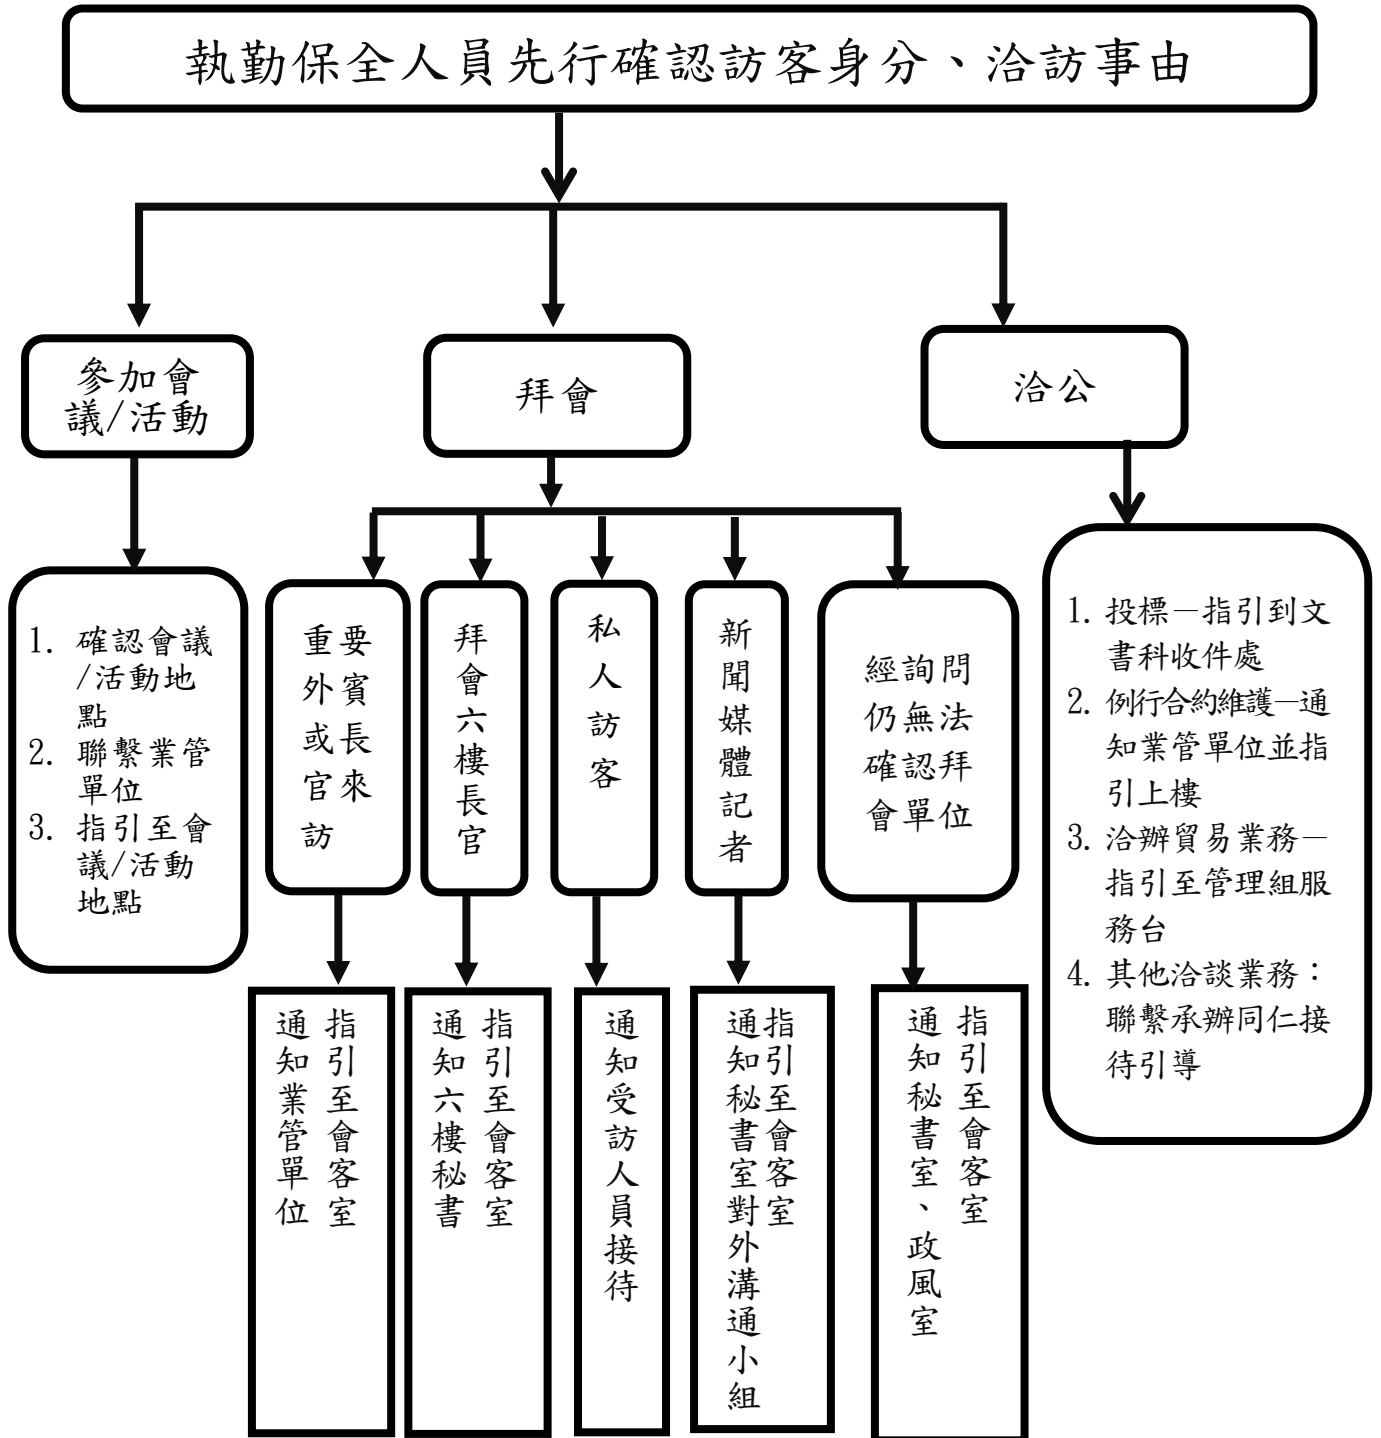 執勤保全人員先行確認訪客身分、洽訪事由
參加會
議/活動
拜會
洽公
1. 確認會議
/活動地
點
2. 聯繫業管
單位
3. 指引至會
議/活動
地點
重要
外賓
或長
官來
訪
拜會六樓長官
私人訪客
新聞媒體記者
經詢問
仍無法
確認拜
會單位
1. 投標－指引到文
書科收件處
2. 例行合約維護－通
知業管單位並指
引上樓
3. 洽辦貿易業務－
指引至管理組服
務台
4. 其他洽談業務：
聯繫承辦同仁接
待引導
指引至會客室
通知業管單位
指引至會客室
通知六樓秘書
通知受訪人員接待
指引至會客室
通知秘書室對外溝通小組
指引至會客室
通知秘書室、政風室